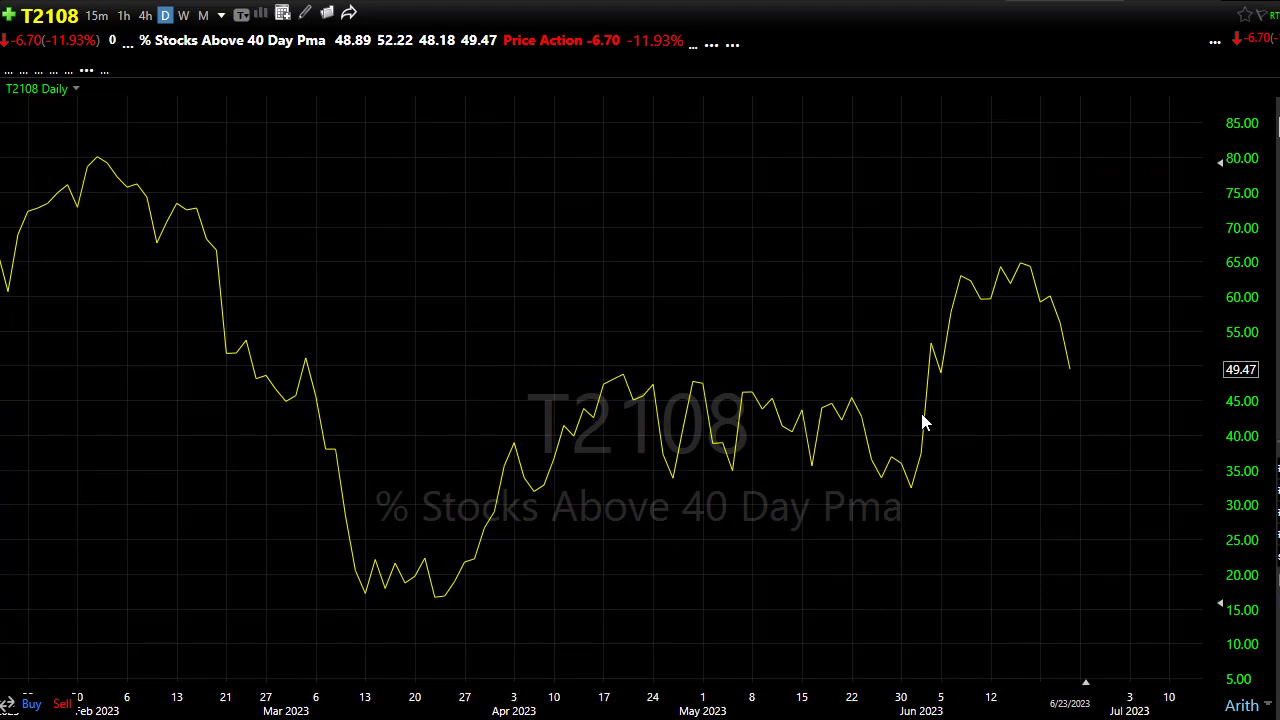 T2108 15m 1h 4h D W M T RT
-6.70(-11.93%) 0 ... % Stocks Above 40 Day Pma 48.89 52.22 48.18 49.47 Price Action -6.70 -11.93% ... ... ... ... -6.70(-
... ... ... ... ... ... ...
T2108 Daily
85.00
80.00
75.00
70.00
65.00
60.00
55.00
49.47
45.00
40.00
35.00
30.00
25.00
20.00
15.00
10.00
5.00
T2108
% Stocks Above 40 Day Pma
6 13 21 27 6 13 20 27 3 10 17 24 1 8 15 22 30 5 12 3 10
Feb 2023 Mar 2023 Apr 2023 May 2023 Jun 2023 6/23/2023 Jul 2023
Buy Sell Arith